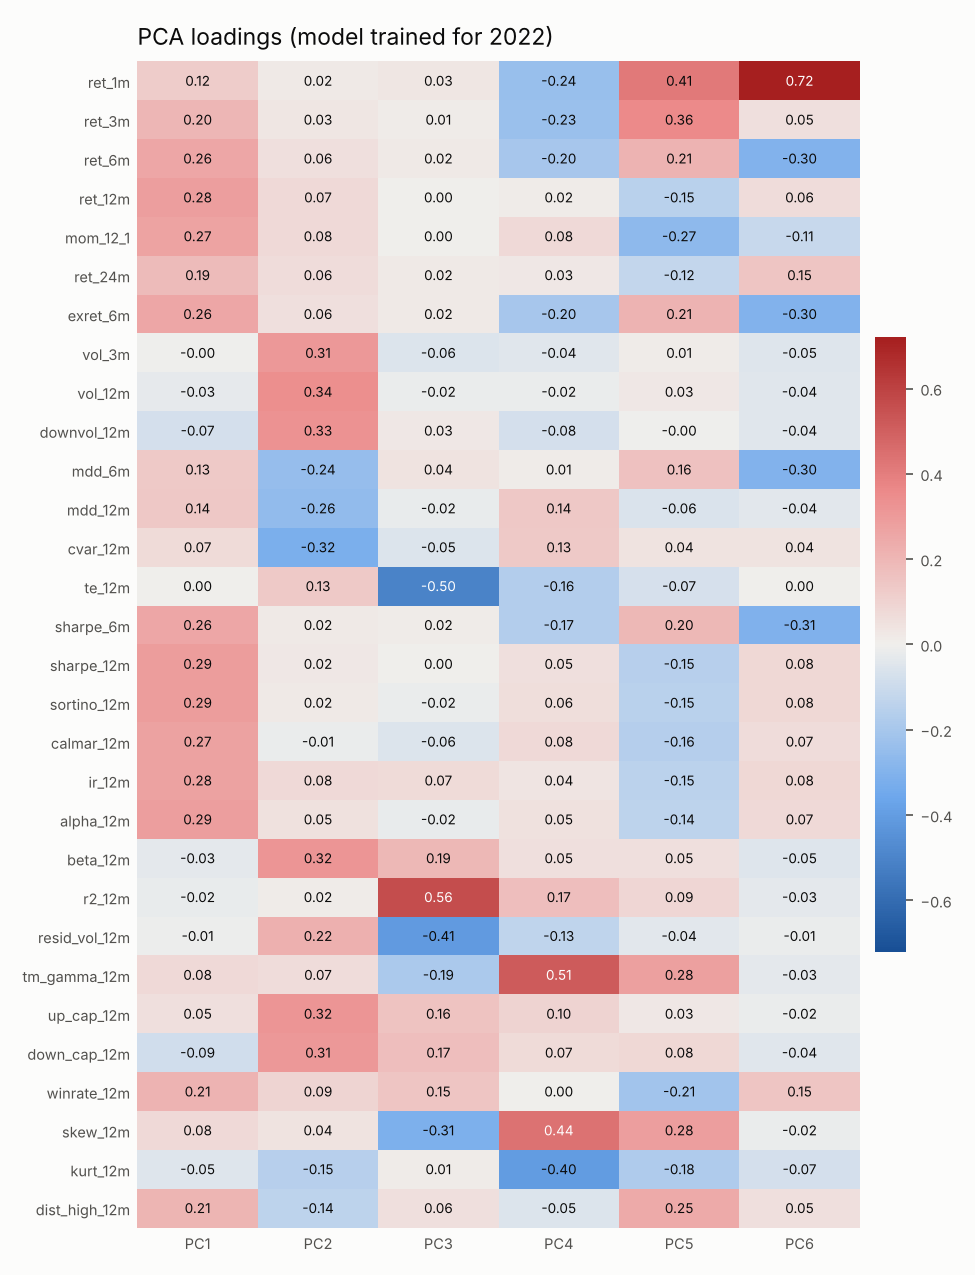 PCA loadings (model trained for 2022)
ret_1m 0.12 0.02 0.03 -0.24 0.41 0.72
ret_3m 0.20 0.03 0.01 -0.23 0.36 0.05
ret_6m 0.26 0.06 0.02 -0.20 0.21 -0.30
ret_12m 0.28 0.07 0.00 0.02 -0.15 0.06
mom_12_1 0.27 0.08 0.00 0.08 -0.27 -0.11
ret_24m 0.19 0.06 0.02 0.03 -0.12 0.15
exret_6m 0.26 0.06 0.02 -0.20 0.21 -0.30
vol_3m -0.00 0.31 -0.06 -0.04 0.01 -0.05
vol_12m -0.03 0.34 -0.02 -0.02 0.03 -0.04
downvol_12m -0.07 0.33 0.03 -0.08 -0.00 -0.04
mdd_6m 0.13 -0.24 0.04 0.01 0.16 -0.30
mdd_12m 0.14 -0.26 -0.02 0.14 -0.06 -0.04
cvar_12m 0.07 -0.32 -0.05 0.13 0.04 0.04
te_12m 0.00 0.13 -0.50 -0.16 -0.07 0.00
sharpe_6m 0.26 0.02 0.02 -0.17 0.20 -0.31
sharpe_12m 0.29 0.02 0.00 0.05 -0.15 0.08
sortino_12m 0.29 0.02 -0.02 0.06 -0.15 0.08
calmar_12m 0.27 -0.01 -0.06 0.08 -0.16 0.07
ir_12m 0.28 0.08 0.07 0.04 -0.15 0.08
alpha_12m 0.29 0.05 -0.02 0.05 -0.14 0.07
beta_12m -0.03 0.32 0.19 0.05 0.05 -0.05
r2_12m -0.02 0.02 0.56 0.17 0.09 -0.03
resid_vol_12m -0.01 0.22 -0.41 -0.13 -0.04 -0.01
tm_gamma_12m 0.08 0.07 -0.19 0.51 0.28 -0.03
up_cap_12m 0.05 0.32 0.16 0.10 0.03 -0.02
down_cap_12m -0.09 0.31 0.17 0.07 0.08 -0.04
winrate_12m 0.21 0.09 0.15 0.00 -0.21 0.15
skew_12m 0.08 0.04 -0.31 0.44 0.28 -0.02
kurt_12m -0.05 -0.15 0.01 -0.40 -0.18 -0.07
dist_high_12m 0.21 -0.14 0.06 -0.05 0.25 0.05
PC1 PC2 PC3 PC4 PC5 PC6
0.6
0.4
0.2
0.0
−0.2
−0.4
−0.6